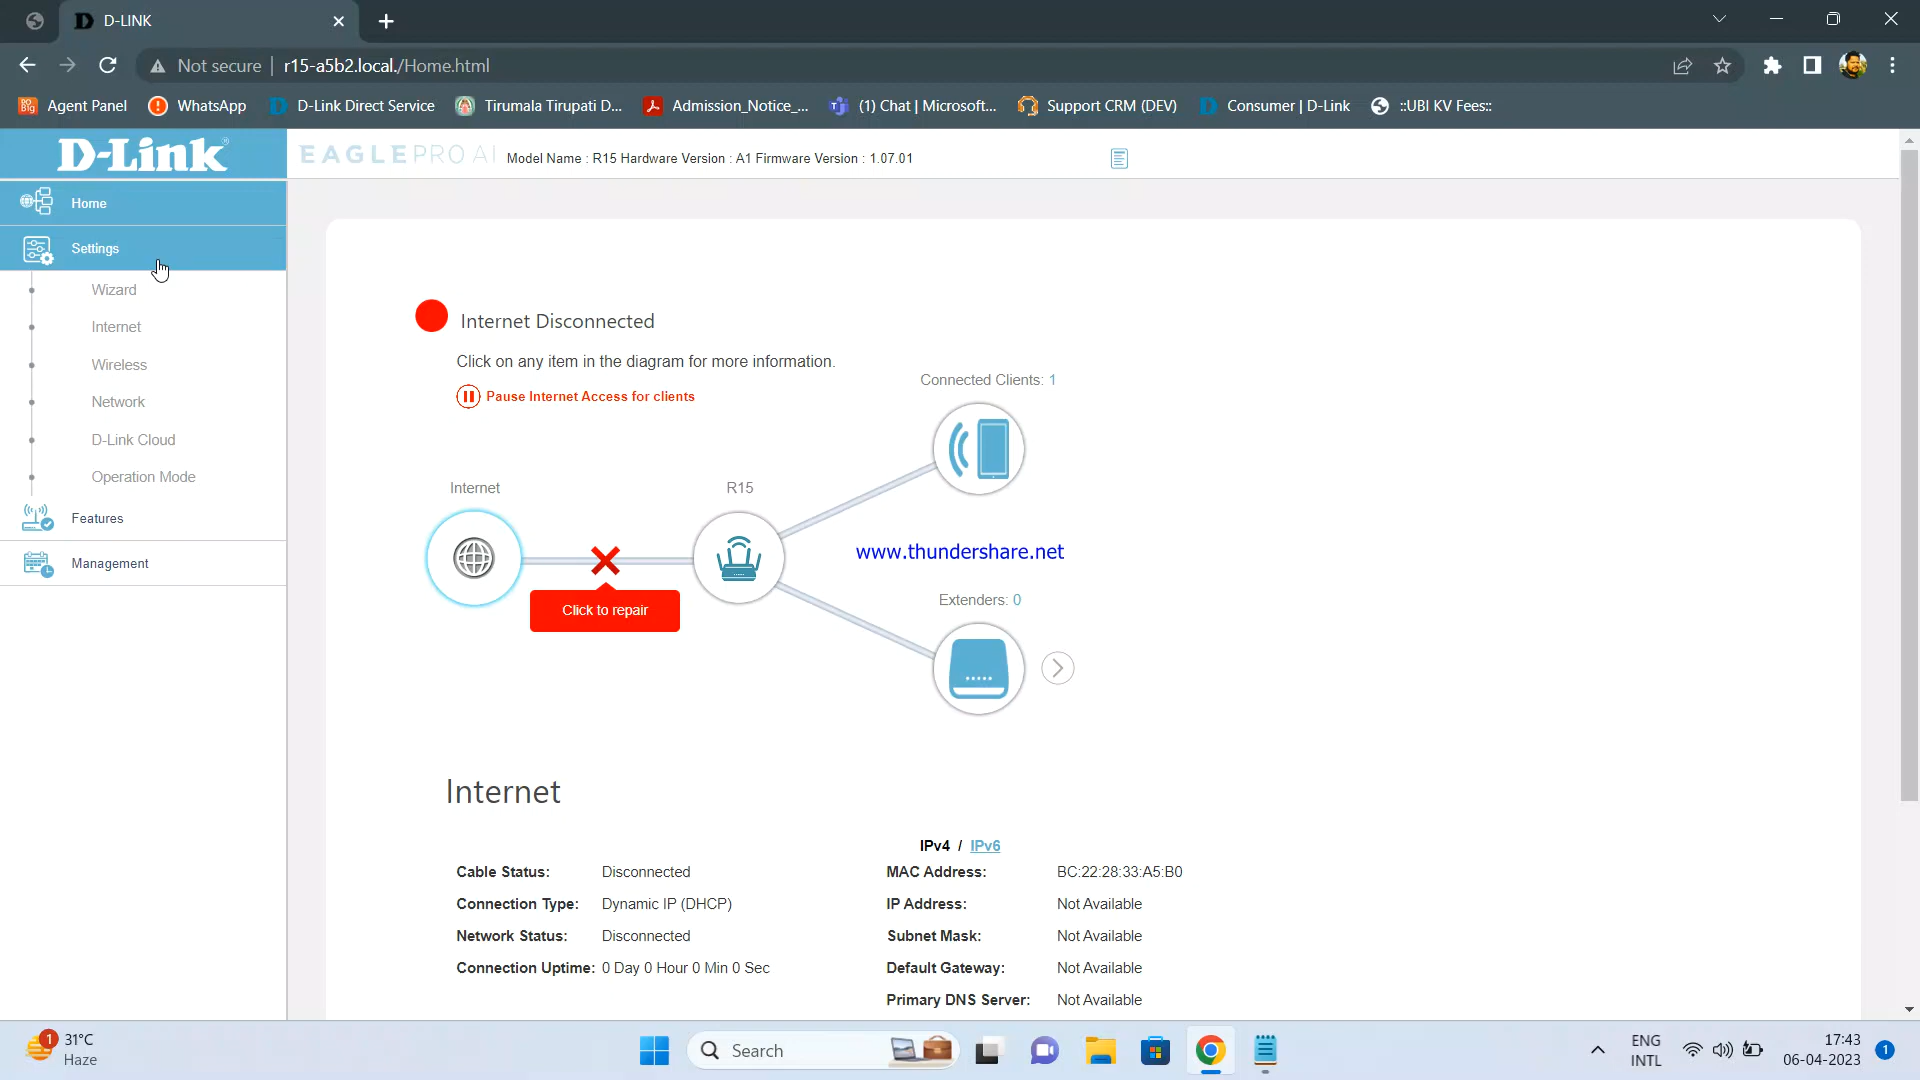 D-LINK
Not secure
r15-a5b2.local./Home.html
Agent Panel
WhatsApp
D-Link Direct Service
Tirumala Tirupati D...
Admission_Notice_...
(1) Chat | Microsoft...
Support CRM (DEV)
Consumer | D-Link
::UBI KV Fees::
D-Link
EAGLE PRO AI
Model Name : R15 Hardware Version : A1 Firmware Version : 1.07.01
Home
Settings
Wizard
Internet
Wireless
Network
D-Link Cloud
Operation Mode
Features
Management
Internet Disconnected
Click on any item in the diagram for more information.
Pause Internet Access for clients
Connected Clients: 1
Internet
R15
www.thundershare.net
Click to repair
Extenders: 0
Internet
IPv4 / IPv6
Cable Status: Disconnected
MAC Address: BC:22:28:33:A5:B0
Connection Type: Dynamic IP (DHCP)
IP Address: Not Available
Network Status: Disconnected
Subnet Mask: Not Available
Connection Uptime: 0 Day 0 Hour 0 Min 0 Sec
Default Gateway: Not Available
Primary DNS Server: Not Available
1
31°C
Haze
Search
ENG
INTL
17:43
06-04-2023
1